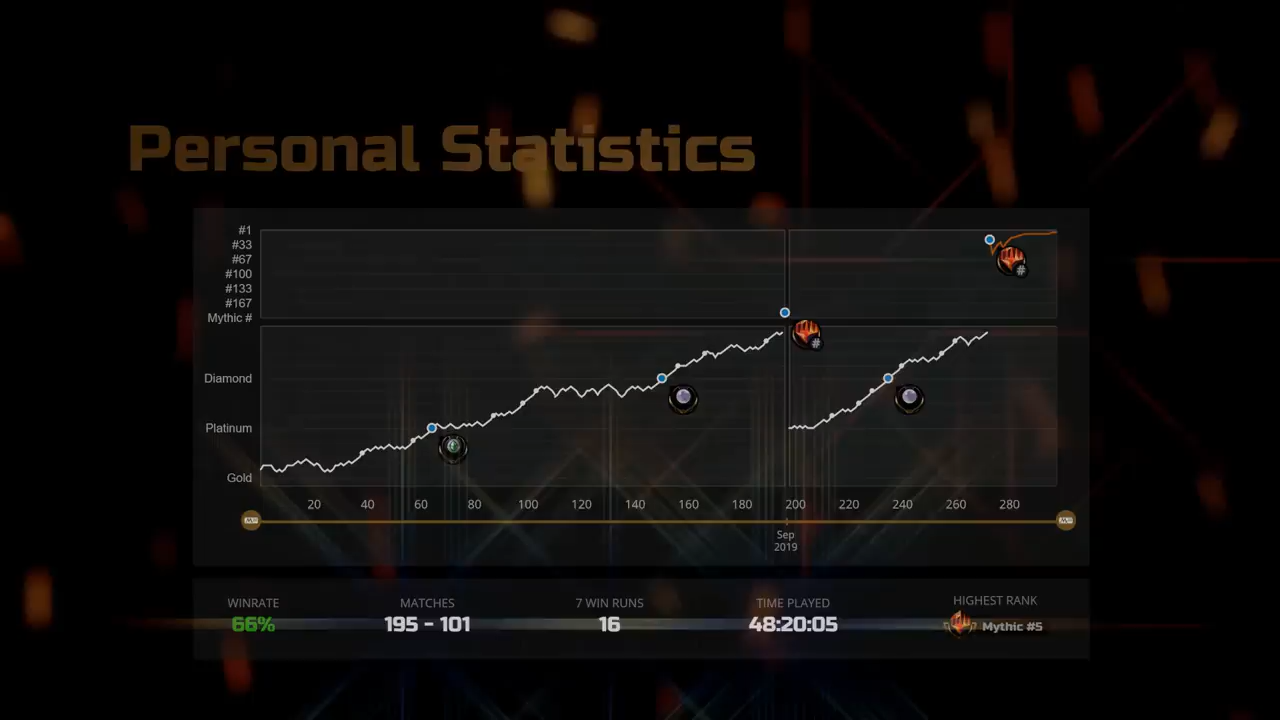 Personal Statistics
#1
#33
#67
#100
#133
#167
Mythic #
#
#
Diamond
Platinum
Gold
20 40 60 80 100 120 140 160 180 200 220 240 260 280
Sep
2019
WINRATE MATCHES 7 WIN RUNS TIME PLAYED HIGHEST RANK
66% 195 - 101 16 48:20:05 Mythic #5